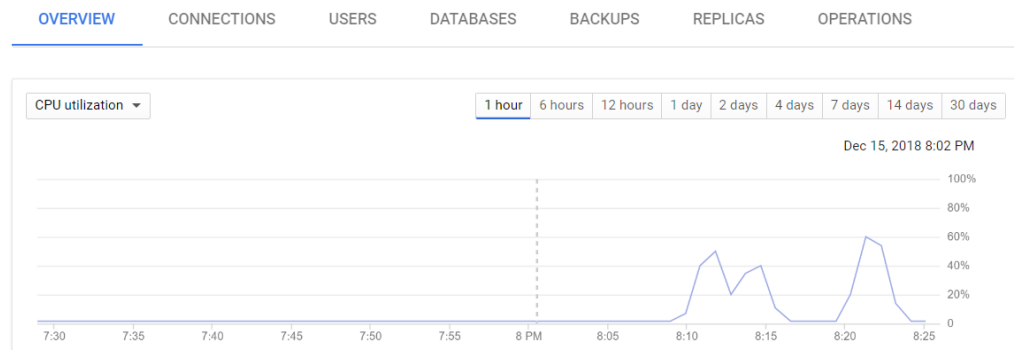 OVERVIEW CONNECTIONS USERS DATABASES BACKUPS REPLICAS OPERATIONS
CPU utilization 1 hour 6 hours 12 hours 1 day 2 days 4 days 7 days 14 days 30 days
Dec 15, 2018 8:02 PM
100%
80%
60%
40%
20%
0
7:30 7:35 7:40 7:45 7:50 7:55 8 PM 8:05 8:10 8:15 8:20 8:25